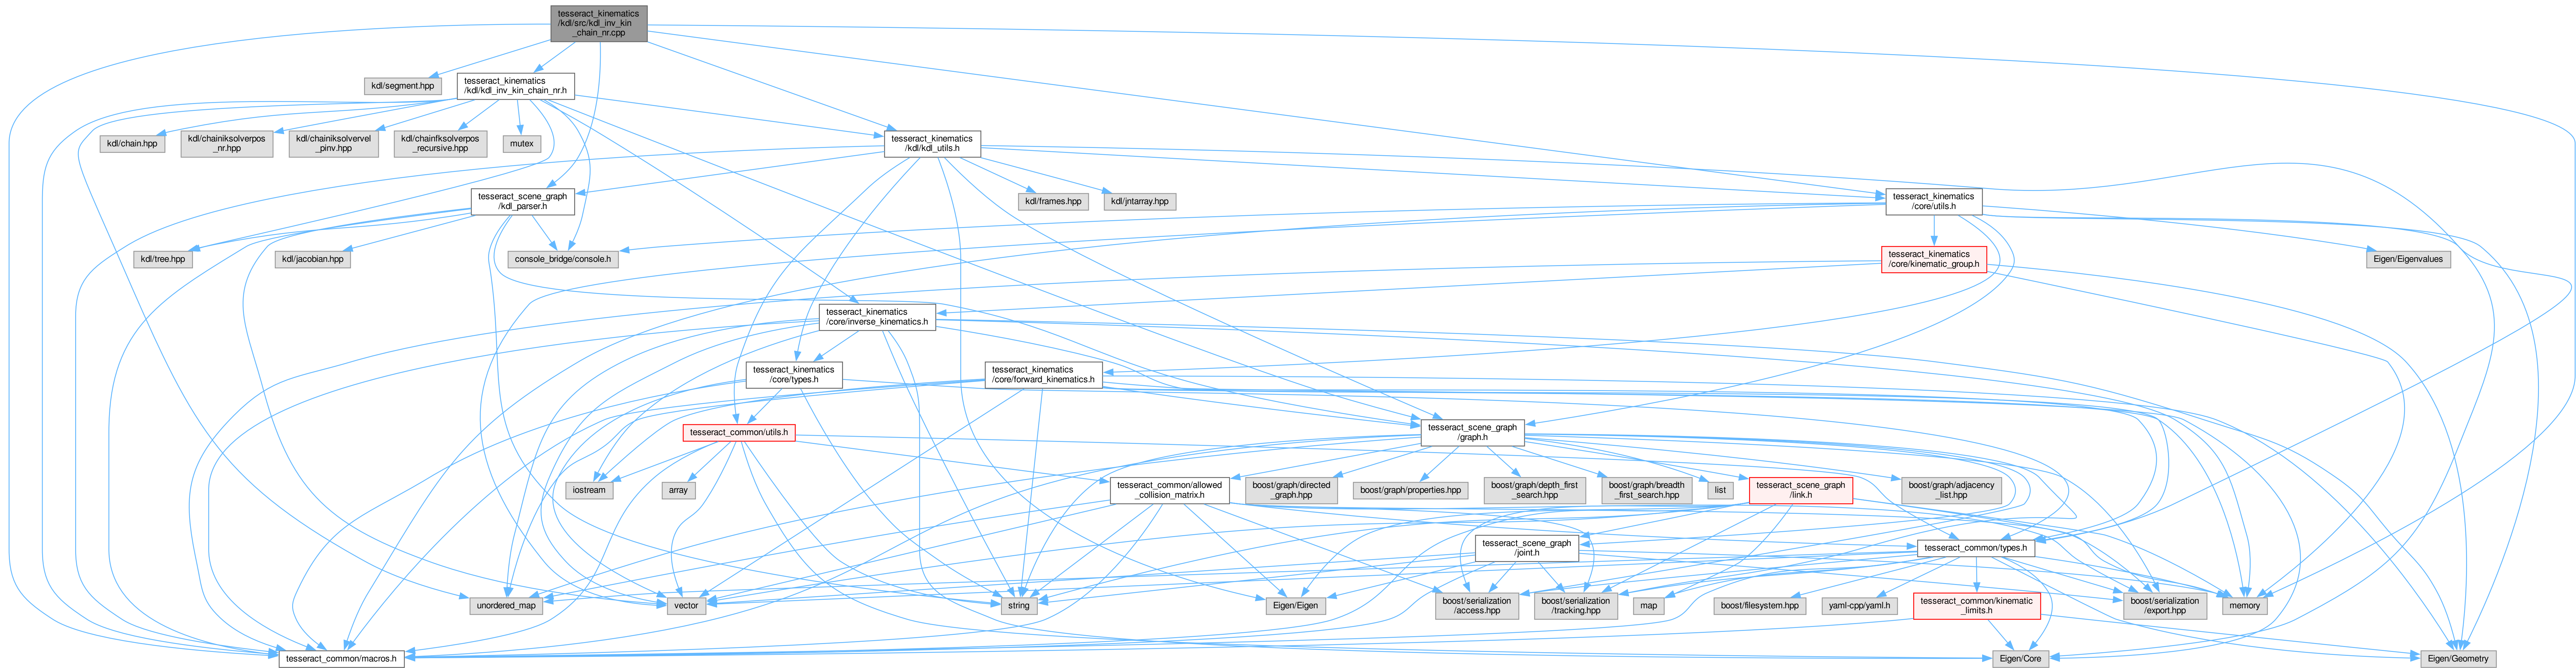 tesseract_kinematics
/kdl/src/kdl_inv_kin
_chain_nr.cpp
kdl/segment.hpp
tesseract_kinematics
/kdl/kdl_inv_kin_chain_nr.h
kdl/chain.hpp
kdl/chainiksolverpos
_nr.hpp
kdl/chainiksolvervel
_pinv.hpp
kdl/chainfksolverpos
_recursive.hpp
mutex
tesseract_kinematics
/kdl/kdl_utils.h
tesseract_scene_graph
/kdl_parser.h
kdl/frames.hpp
kdl/jntarray.hpp
tesseract_kinematics
/core/utils.h
kdl/tree.hpp
kdl/jacobian.hpp
console_bridge/console.h
tesseract_kinematics
/core/kinematic_group.h
Eigen/Eigenvalues
tesseract_kinematics
/core/inverse_kinematics.h
tesseract_kinematics
/core/types.h
tesseract_kinematics
/core/forward_kinematics.h
tesseract_common/utils.h
tesseract_scene_graph
/graph.h
iostream
array
tesseract_common/allowed
_collision_matrix.h
boost/graph/directed
_graph.hpp
boost/graph/properties.hpp
boost/graph/depth_first
_search.hpp
boost/graph/breadth
_first_search.hpp
list
tesseract_scene_graph
/link.h
boost/graph/adjacency
_list.hpp
tesseract_scene_graph
/joint.h
tesseract_common/types.h
unordered_map
vector
string
Eigen/Eigen
boost/serialization
/access.hpp
boost/serialization
/tracking.hpp
map
boost/filesystem.hpp
yaml-cpp/yaml.h
tesseract_common/kinematic
_limits.h
boost/serialization
/export.hpp
memory
tesseract_common/macros.h
Eigen/Core
Eigen/Geometry